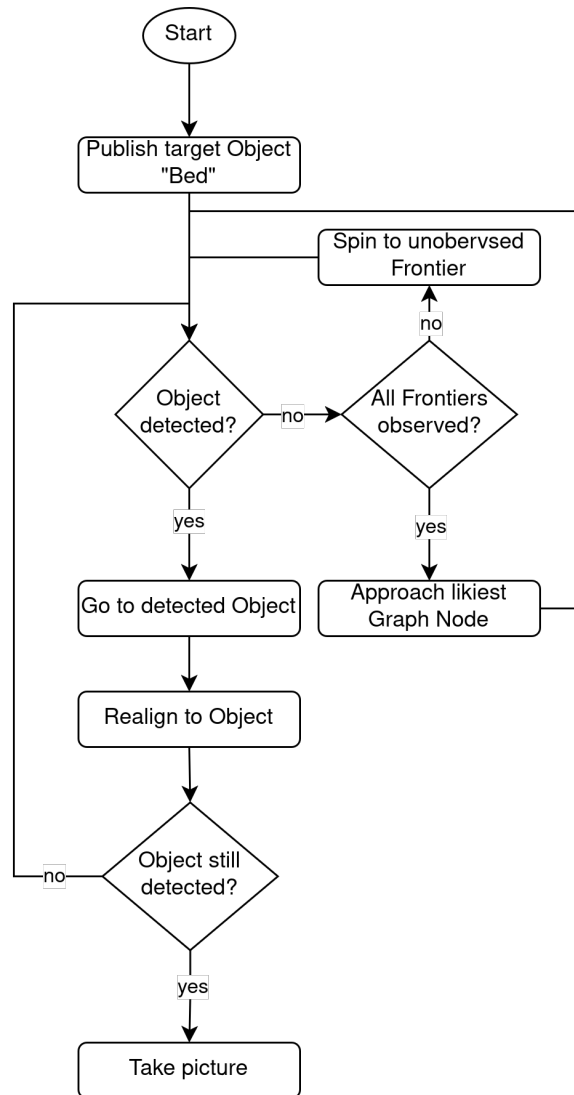 Start
Publish target Object
"Bed"
Spin to unobervsed
Frontier
no
Object
detected?
no
All Frontiers
observed?
yes
yes
Go to detected Object
Approach likiest
Graph Node
Realign to Object
Object still
detected?
no
yes
Take picture